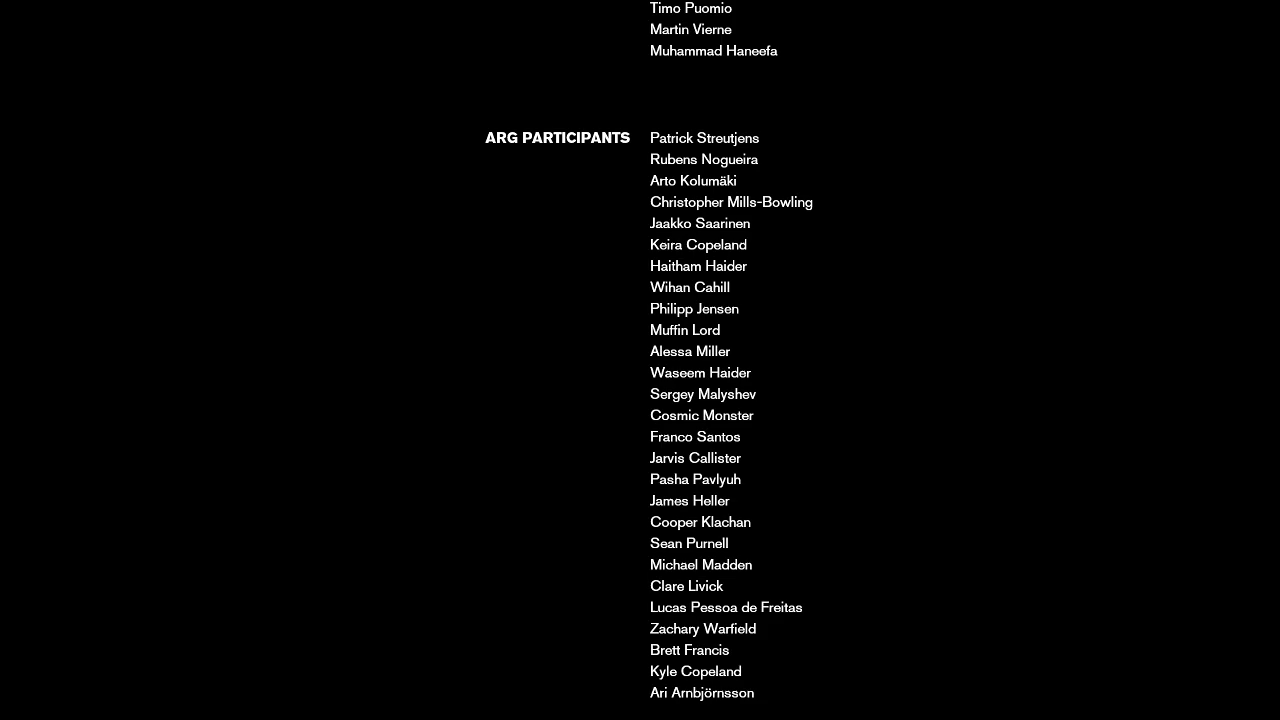 Timo Puomio
Martin Vierne
Muhammad Haneefa
ARG PARTICIPANTS Patrick Streutjens
Rubens Nogueira
Arto Kolumäki
Christopher Mills-Bowling
Jaakko Saarinen
Keira Copeland
Haitham Haider
Wihan Cahill
Philipp Jensen
Muffin Lord
Alessa Miller
Waseem Haider
Sergey Malyshev
Cosmic Monster
Franco Santos
Jarvis Callister
Pasha Pavlyuh
James Heller
Cooper Klachan
Sean Purnell
Michael Madden
Clare Livick
Lucas Pessoa de Freitas
Zachary Warfield
Brett Francis
Kyle Copeland
Ari Arnbjörnsson